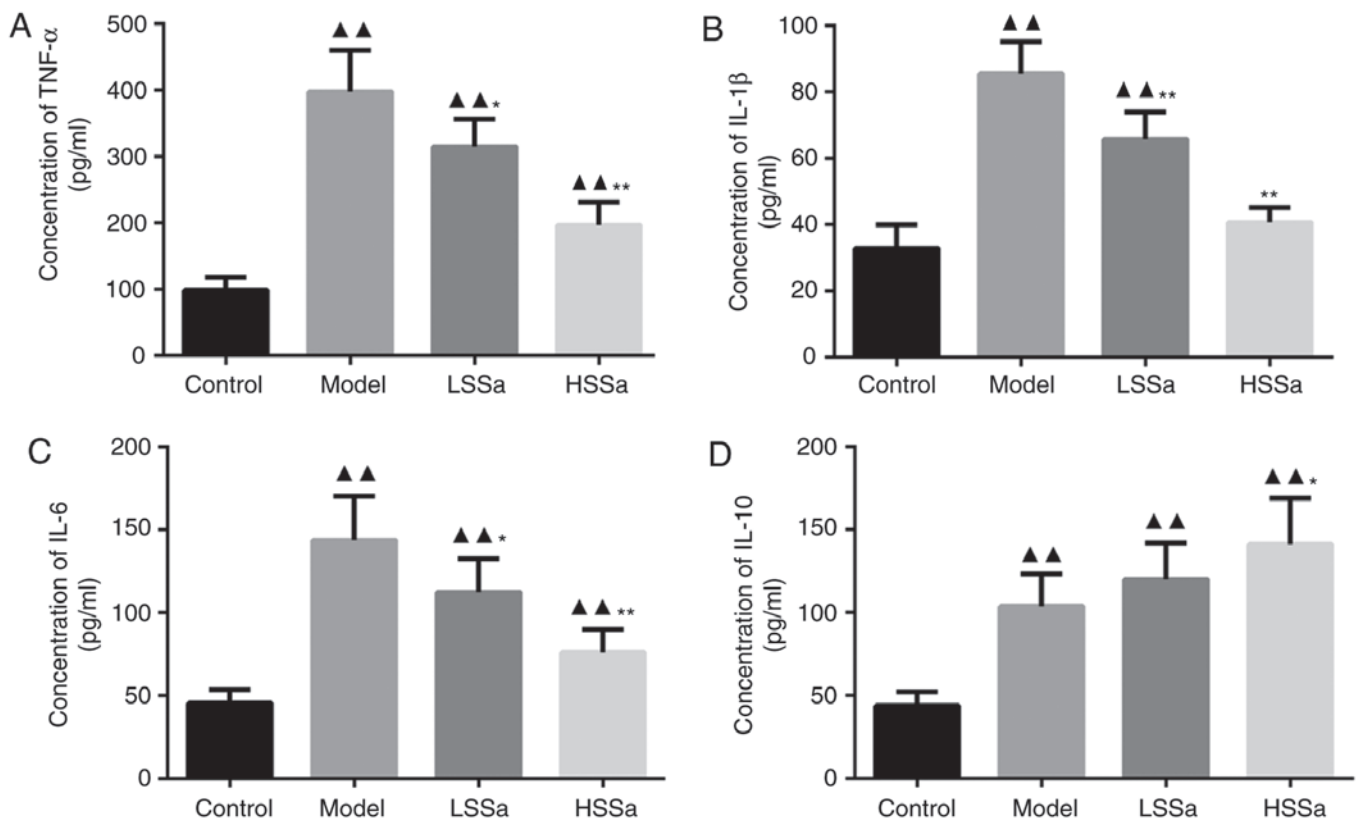 A
Concentration of TNF-α
(pg/ml)
500
400
300
200
100
0
▲▲
▲▲*
▲▲**
Control Model LSSa HSSa
B
Concentration of IL-1β
(pg/ml)
100
80
60
40
20
0
▲▲
▲▲**
**
Control Model LSSa HSSa
C
Concentration of IL-6
(pg/ml)
200
150
100
50
0
▲▲
▲▲*
▲▲**
Control Model LSSa HSSa
D
Concentration of IL-10
(pg/ml)
200
150
100
50
0
▲▲
▲▲
▲▲*
Control Model LSSa HSSa